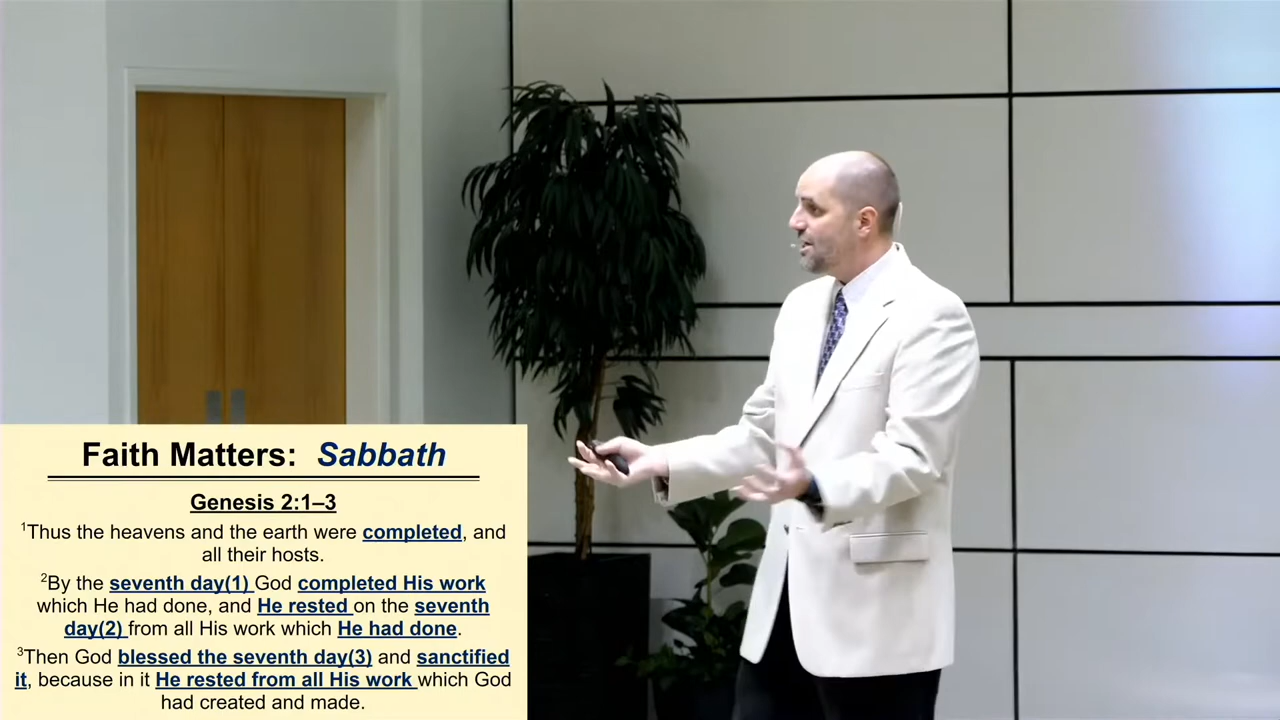 Faith Matters: Sabbath
Genesis 2:1–3
¹Thus the heavens and the earth were completed, and
all their hosts.
²By the seventh day(1) God completed His work
which He had done, and He rested on the seventh
day(2) from all His work which He had done.
³Then God blessed the seventh day(3) and sanctified
it, because in it He rested from all His work which God
had created and made.